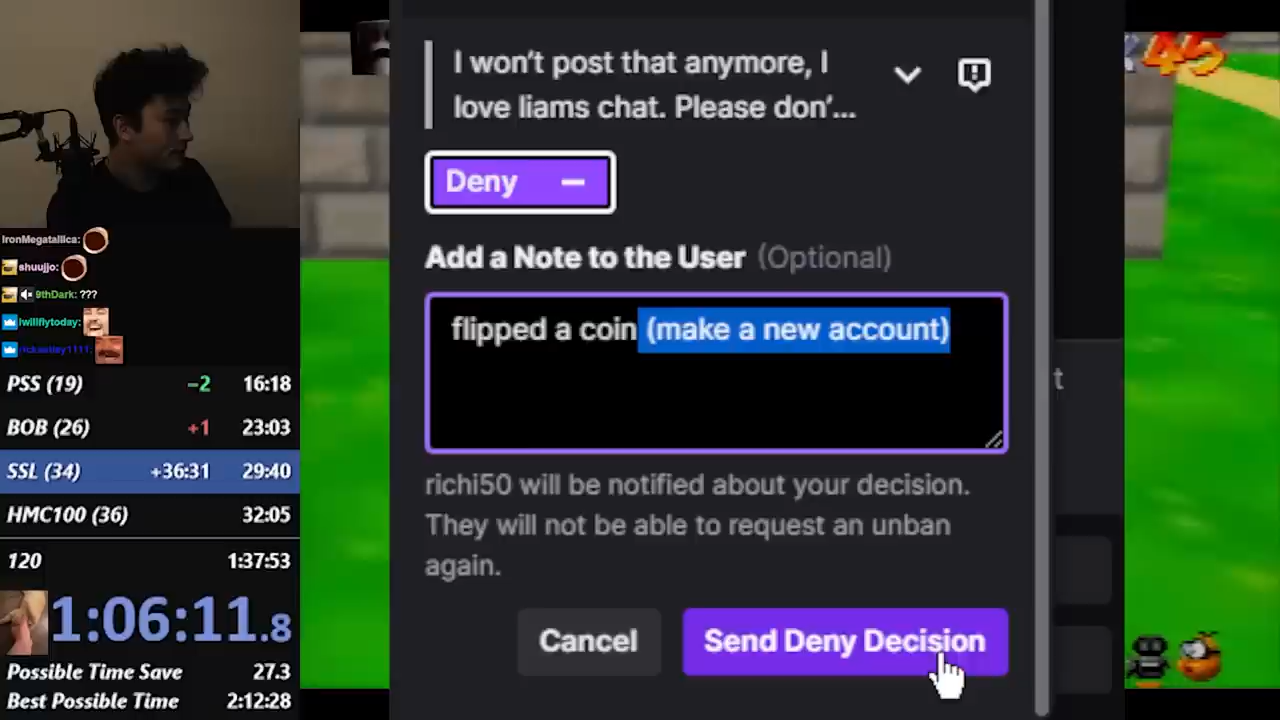 I won't post that anymore, I
love liams chat. Please don'...
Deny
Add a Note to the User (Optional)
flipped a coin (make a new account)
richi50 will be notified about your decision.
They will not be able to request an unban
again.
Cancel
Send Deny Decision
IronMegatallica:
shuujjo:
9thDark: ???
Iwillflytoday:
rickastley1111:
PSS (19) −2 16:18
BOB (26) +1 23:03
SSL (34) +36:31 29:40
HMC100 (36) 32:05
120 1:37:53
1:06:11.8
Possible Time Save 27.3
Best Possible Time 2:12:28
45
t